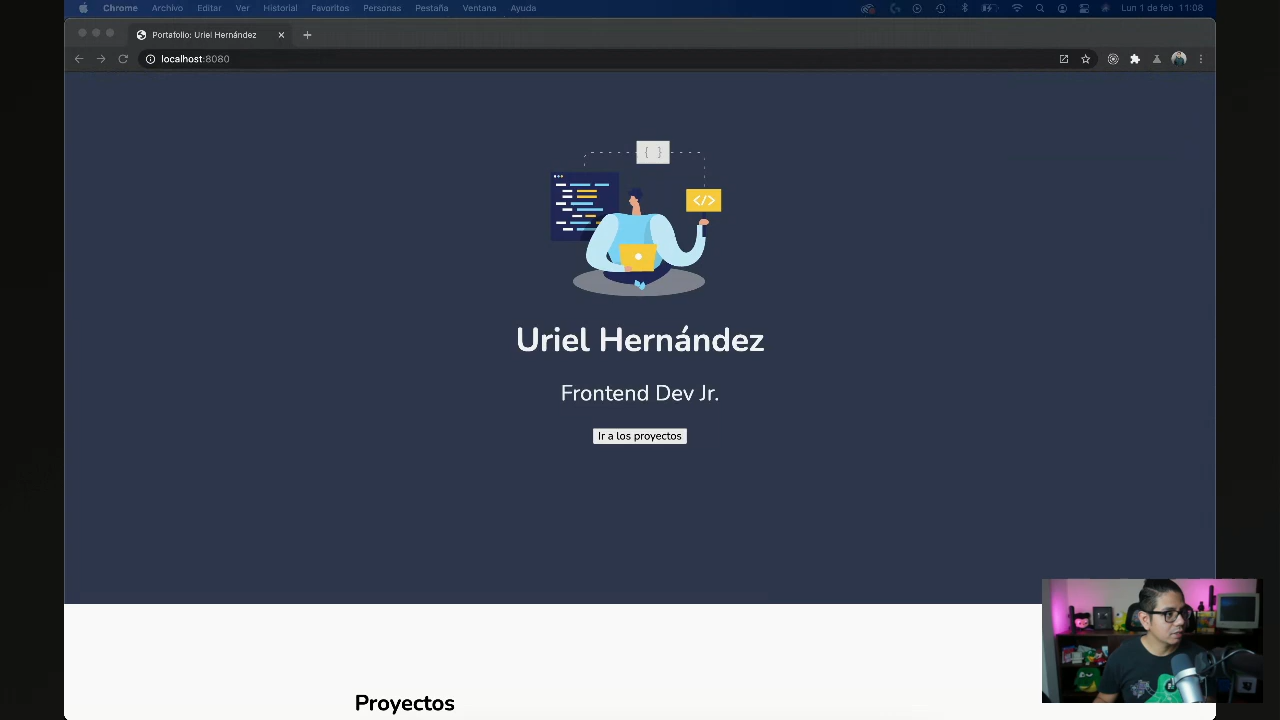 Chrome Archivo Editar Ver Historial Favoritos Personas Pestaña Ventana Ayuda Lun 1 de feb 11:08
Portafolio: Uriel Hernández
localhost:8080
{ }
</>
Uriel Hernández
Frontend Dev Jr.
Ir a los proyectos
Proyectos